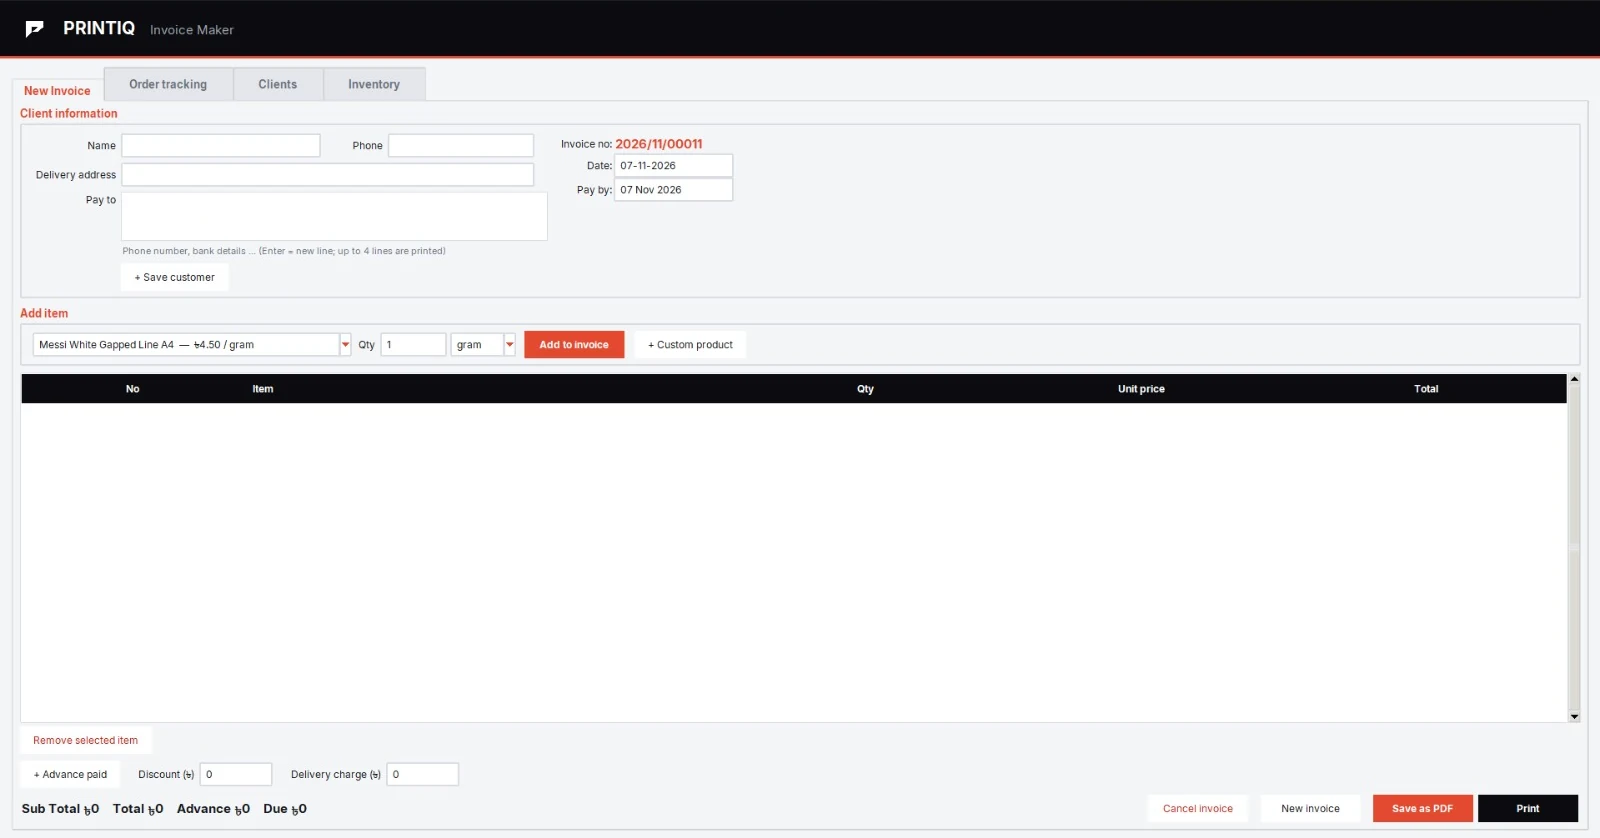 PRINTIQ Invoice Maker
New Invoice Order tracking Clients Inventory
Client information
Name Phone Invoice no: 2026/11/00011
Date: 07-11-2026
Delivery address
Pay by: 07 Nov 2026
Pay to
Phone number, bank details ... (Enter = new line; up to 4 lines are printed)
+ Save customer
Add item
Messi White Gapped Line A4 — ৳4.50 / gram Qty 1 gram Add to invoice + Custom product
No Item Qty Unit price Total
Remove selected item
+ Advance paid Discount (৳) 0 Delivery charge (৳) 0
Sub Total ৳0 Total ৳0 Advance ৳0 Due ৳0 Cancel invoice New invoice Save as PDF Print